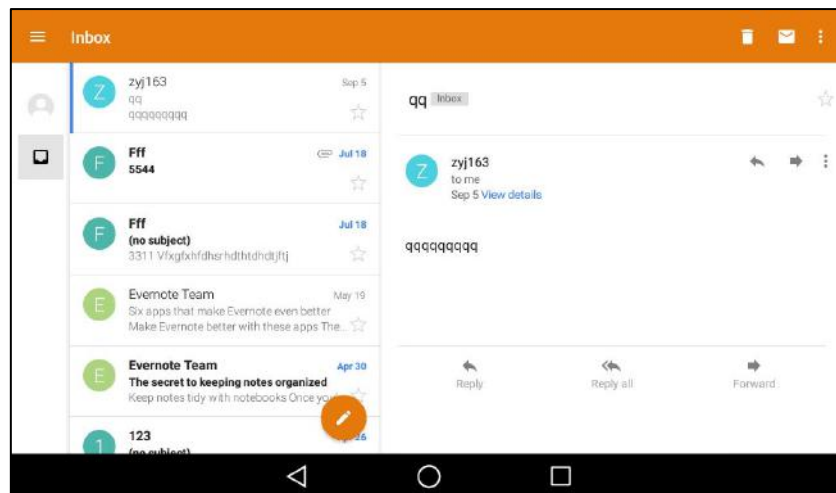 Inbox
Z
zyj163
Sep 5
qq
qqqqqqqqq
F
Fff
Jul 18
5544
F
Fff
Jul 18
(no subject)
3311 Vfxgfxhfdhsrhdthtdhdtjftj
E
Evernote Team
May 19
Six apps that make Evernote even better
Make Evernote better with these apps The...
E
Evernote Team
Apr 30
The secret to keeping notes organized
Keep notes tidy with notebooks Once
1
123
26
(no subject)
qq
Inbox
Z
zyj163
to me
Sep 5 View details
qqqqqqqqq
Reply
Reply all
Forward